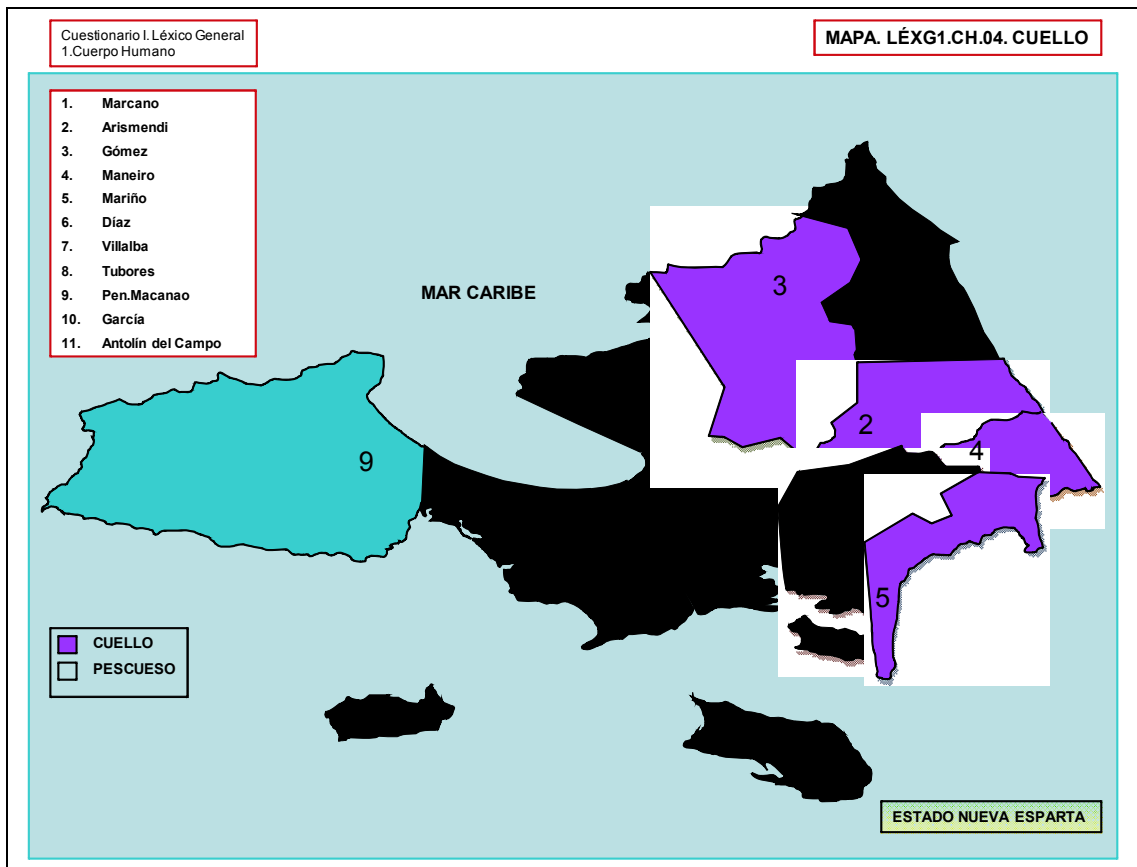 Cuestionario I. Léxico General
1.Cuerpo Humano
MAPA. LÉXG1.CH.04. CUELLO
1. Marcano
2. Arismendi
3. Gómez
4. Maneiro
5. Mariño
6. Díaz
7. Villalba
8. Tubores
9. Pen.Macanao
10. García
11. Antolín del Campo
MAR CARIBE
3
2
4
9
5
CUELLO
PESCUESO
ESTADO NUEVA ESPARTA